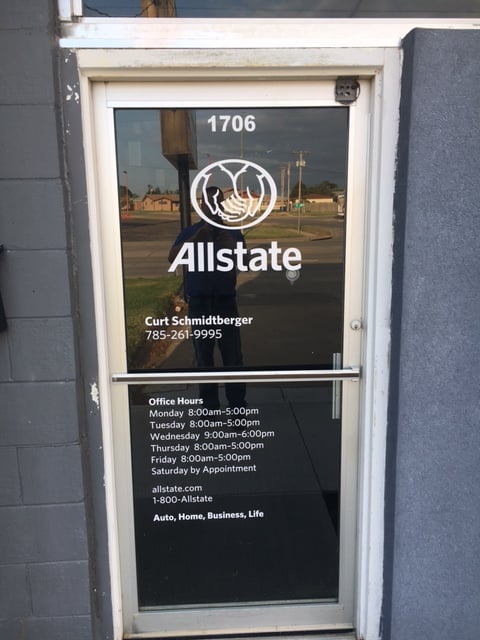 1706
Allstate
Curt Schmidtberger
785-261-9995
Office Hours
Monday 8:00am–5:00pm
Tuesday 8:00am–5:00pm
Wednesday 9:00am–6:00pm
Thursday 8:00am–5:00pm
Friday 8:00am–5:00pm
Saturday by Appointment
allstate.com
1-800-Allstate
Auto, Home, Business, Life